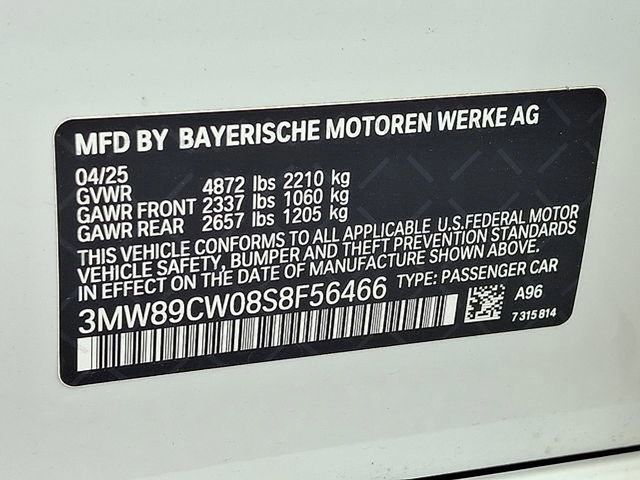 MFD BY BAYERISCHE MOTOREN WERKE AG
04/25
GVWR 4872 lbs 2210 kg
GAWR FRONT 2337 lbs 1060 kg
GAWR REAR 2657 lbs 1205 kg
THIS VEHICLE CONFORMS TO ALL APPLICABLE U.S.FEDERAL MOTOR
VEHICLE SAFETY, BUMPER AND THEFT PREVENTION STANDARDS
IN EFFECT ON THE DATE OF MANUFACTURE SHOWN ABOVE.
3MW89CW08S8F56466 TYPE: PASSENGER CAR
A96
7 315 814